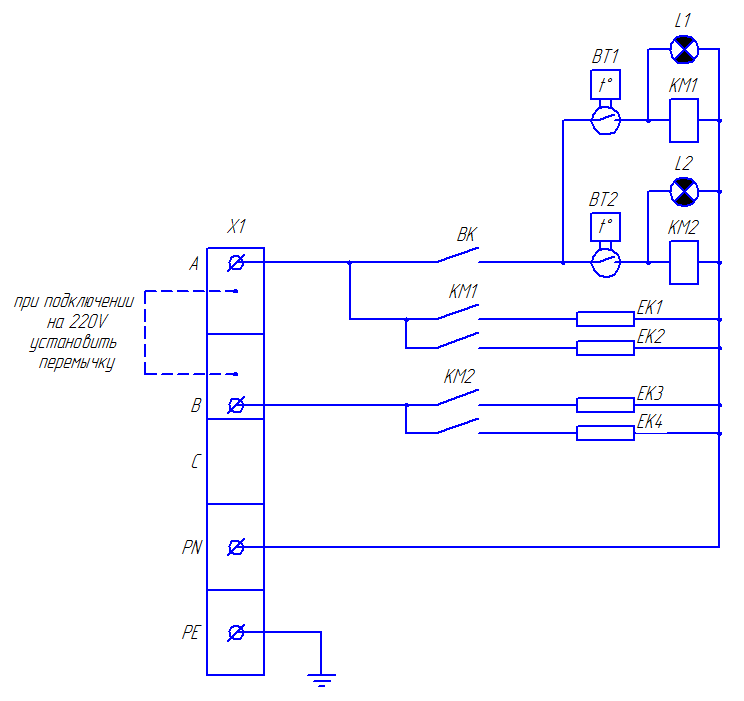 L1
BT1
t°
KM1
L2
BT2
t°
KM2
X1
A
BK
KM1
EK1
EK2
при подключении
на 220V
установить
перемычку
KM2
EK3
B
EK4
C
PN
PE